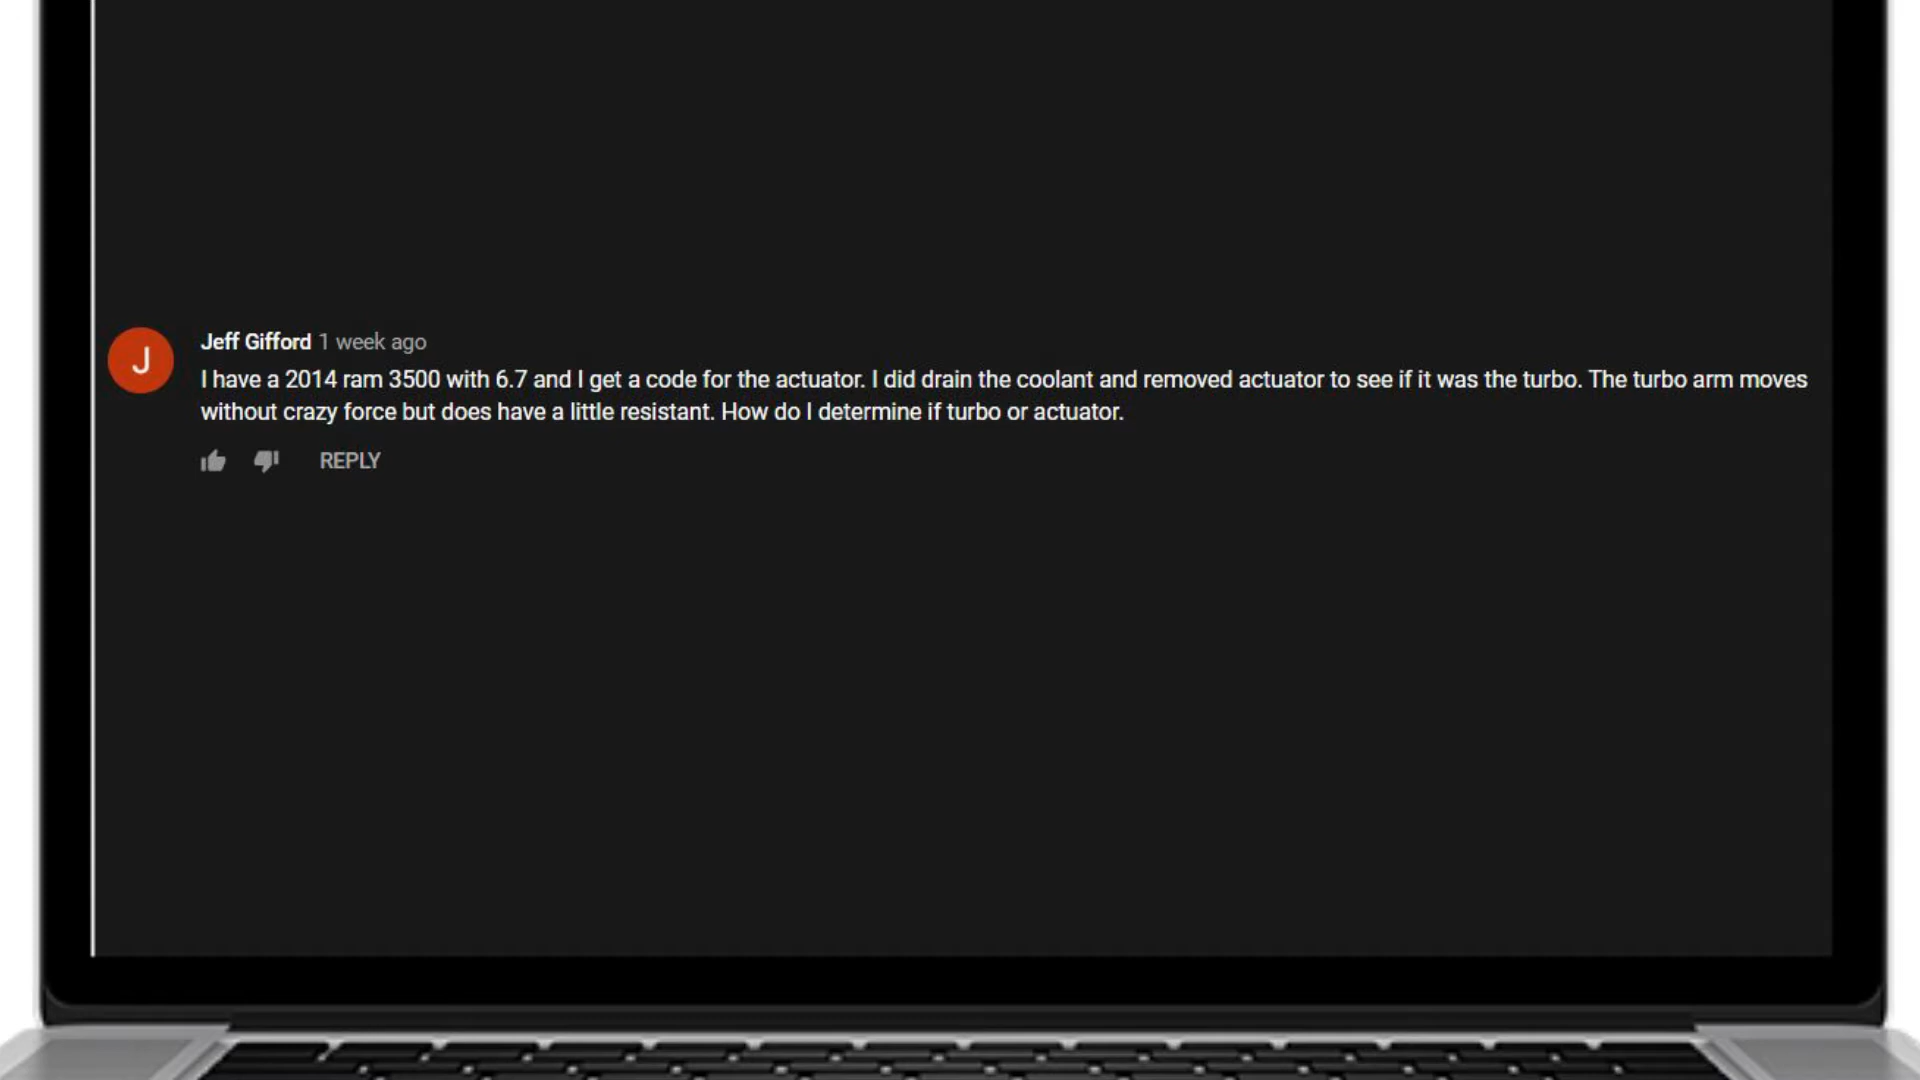 J
Jeff Gifford 1 week ago
I have a 2014 ram 3500 with 6.7 and I get a code for the actuator. I did drain the coolant and removed actuator to see if it was the turbo. The turbo arm moves
without crazy force but does have a little resistant. How do I determine if turbo or actuator.
REPLY